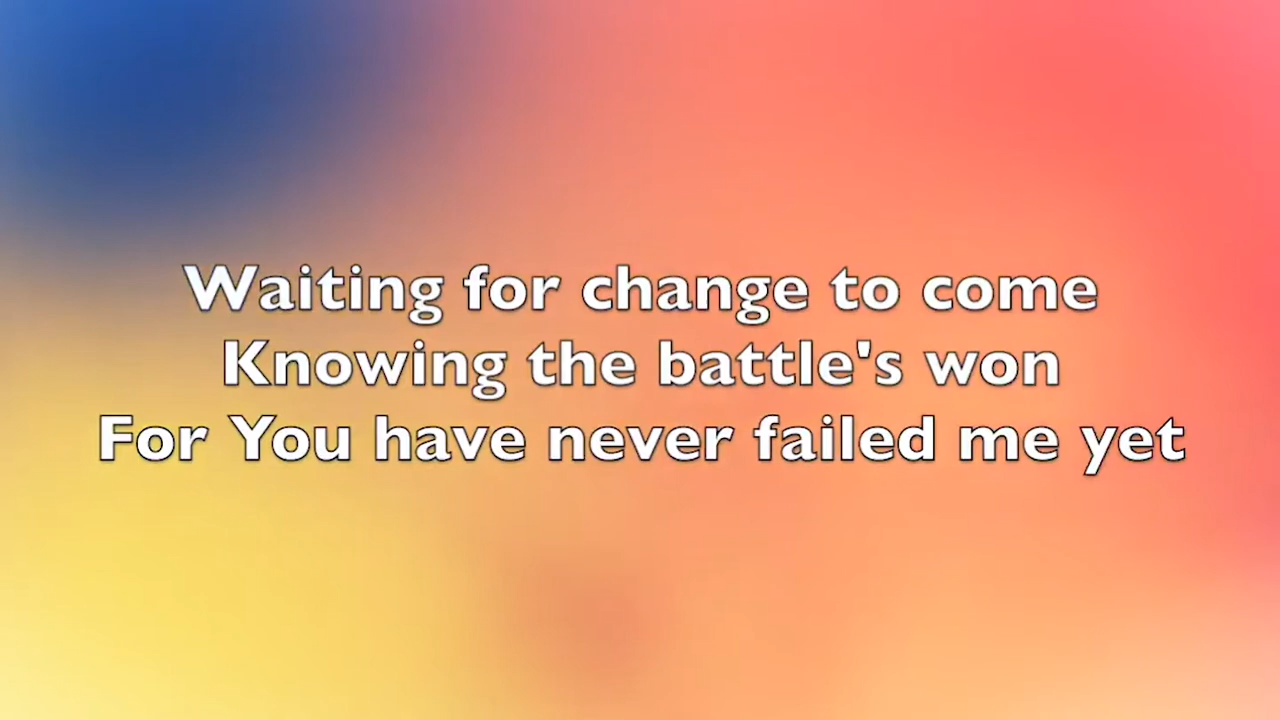 Waiting for change to come
Knowing the battle's won
For You have never failed me yet